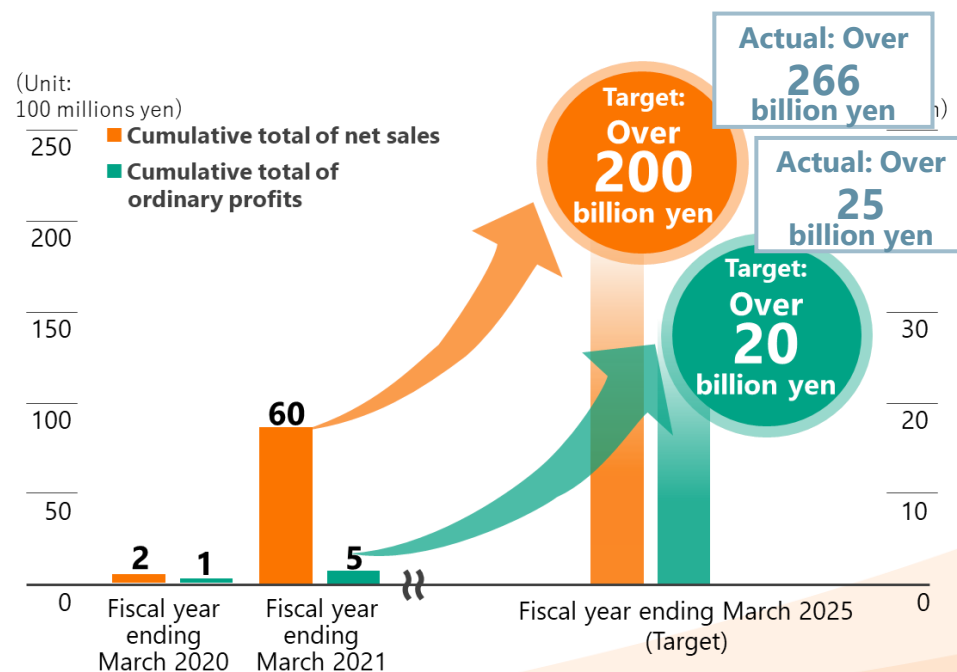 (Unit:
100 millions yen)
Cumulative total of net sales
Cumulative total of
ordinary profits
250
200
150
100
50
0
2
1
60
5
Target:
Over
200
billion yen
Actual: Over
266
billion yen
Actual: Over
25
billion yen
Target:
Over
20
billion yen
30
20
10
0
Fiscal year
ending
March 2020
Fiscal year
ending
March 2021
Fiscal year ending March 2025
(Target)